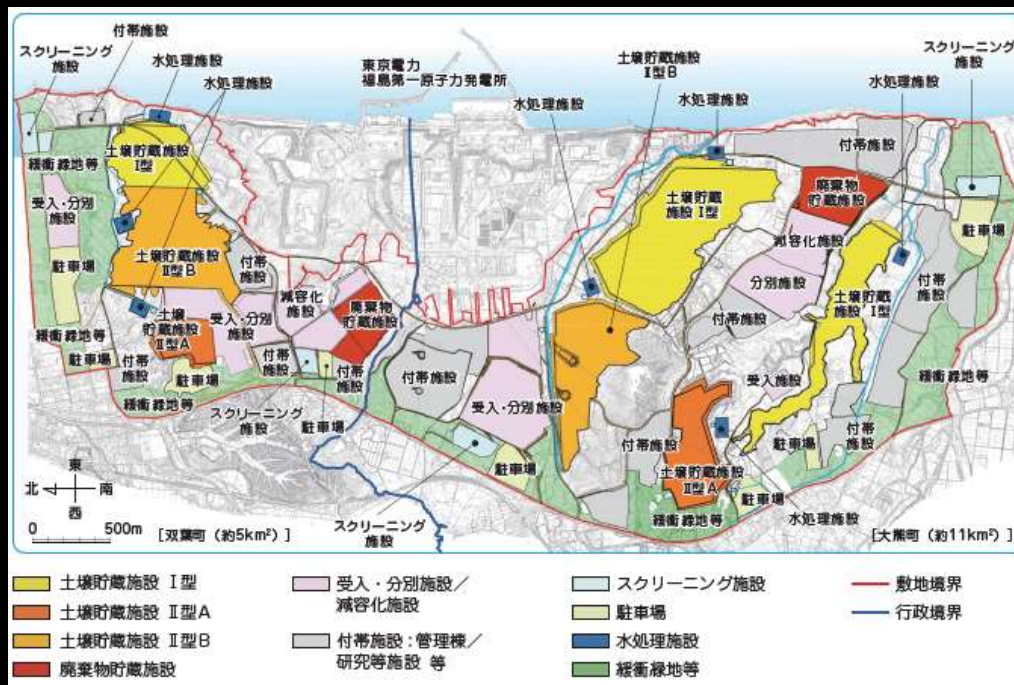 付帯施設
スクリーニング
施設
水処理施設
水処理施設
東京電力
福島第一原子力発電所
土壌貯蔵施設
Ⅱ型B
水処理施設
水処理施設
スクリーニング
施設
水処理施設
緩衝緑地等
土壌貯蔵施設
Ⅰ型
受入・分別
施設
駐車場
土壌貯蔵施設
Ⅱ型B
付帯
施設
減容化
施設
廃棄物
貯蔵施設
土壌
貯蔵施設
Ⅱ型A
受入・分別
施設
緩衝緑地等
駐車場
付帯
施設
駐車場
緩衝緑地等
付帯
施設
付帯
施設
スクリーニング
施設
駐車場
付帯施設
受入・分別施設
駐車場
スクリーニング
施設
土壌貯蔵
施設Ⅰ型
付帯施設
廃棄物
貯蔵施設
減容化施設
分別施設
付帯施設
土壌貯蔵
施設
Ⅰ型
駐車場
付帯
施設
緩衝緑地等
受入施設
付帯施設
土壌貯蔵施設
Ⅱ型A
駐車場
付帯
施設
駐車場
緩衝緑地等
水処理施設
東
北 南
西
0 500m
[双葉町(約5km²)]
[大熊町(約11km²)]
土壌貯蔵施設 Ⅰ型
土壌貯蔵施設 Ⅱ型A
土壌貯蔵施設 Ⅱ型B
廃棄物貯蔵施設
受入・分別施設/
減容化施設
付帯施設:管理棟/
研究等施設 等
スクリーニング施設
駐車場
水処理施設
緩衝緑地等
敷地境界
行政境界